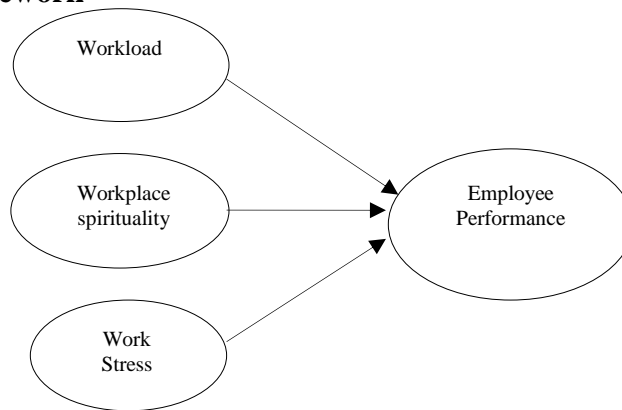 Workload
Workplace
spirituality
Employee
Performance
Work
Stress